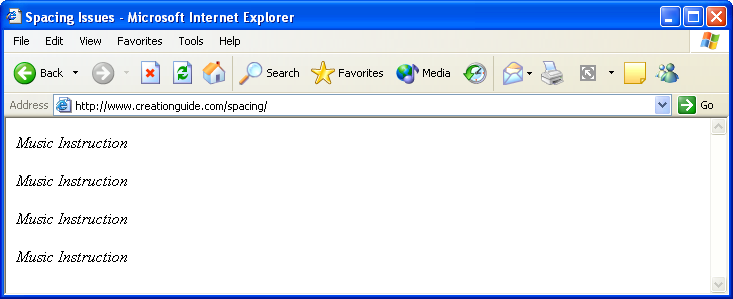 Spacing Issues - Microsoft Internet Explorer
File Edit View Favorites Tools Help
Back Search Favorites Media
Address http://www.creationguide.com/spacing/ Go
Music Instruction
Music Instruction
Music Instruction
Music Instruction